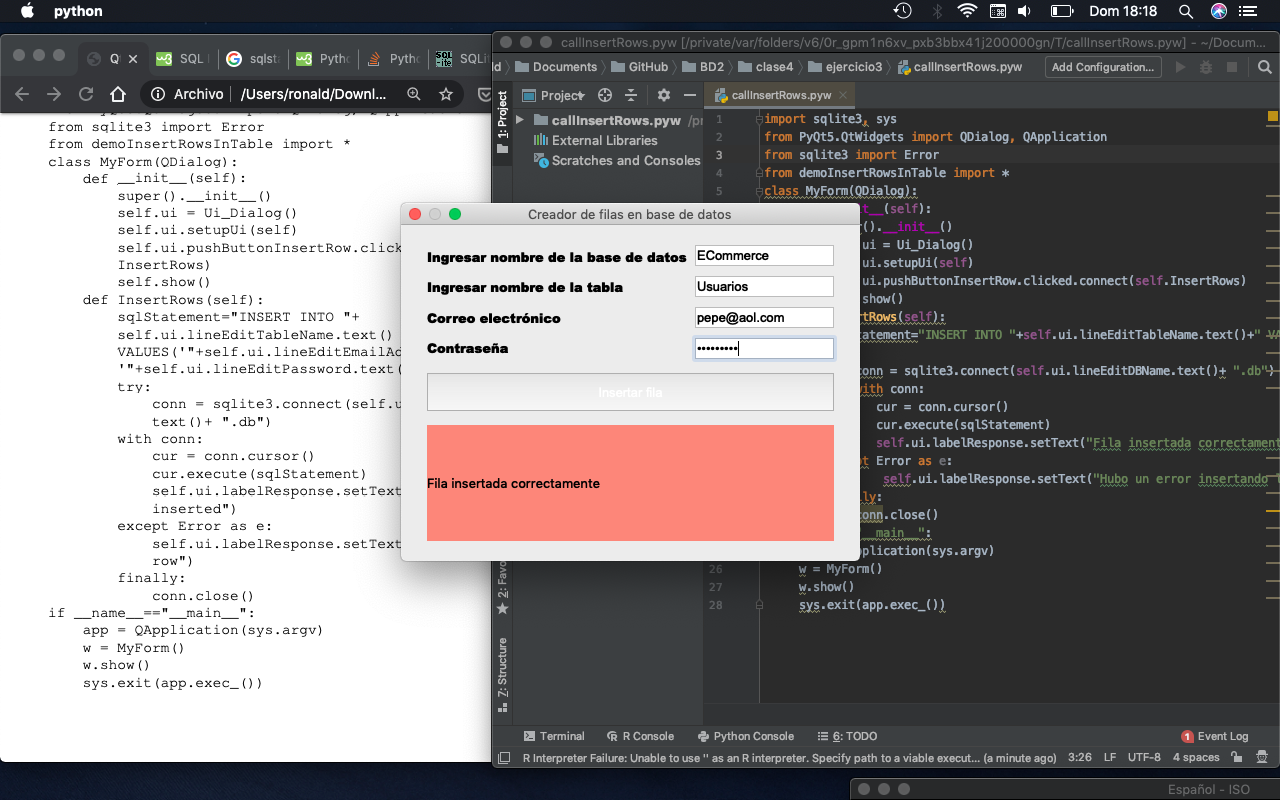 python
Dom 18:18
Q
SQL
sqlst
Pytho
Pytho
SQLit
Archivo
/Users/ronald/Downl...
from sqlite3 import Error
from demoInsertRowsInTable import *
class MyForm(QDialog):
def __init__(self):
super().__init__()
self.ui = Ui_Dialog()
self.ui.setupUi(self)
self.ui.pushButtonInsertRow.click
InsertRows)
self.show()
def InsertRows(self):
sqlStatement="INSERT INTO "+
self.ui.lineEditTableName.text()
VALUES('"+self.ui.lineEditEmailAd
'"+self.ui.lineEditPassword.text(
try:
conn = sqlite3.connect(self.u
text()+ ".db")
with conn:
cur = conn.cursor()
cur.execute(sqlStatement)
self.ui.labelResponse.setText
inserted")
except Error as e:
self.ui.labelResponse.setText
row")
finally:
conn.close()
if __name__=="__main__":
app = QApplication(sys.argv)
w = MyForm()
w.show()
sys.exit(app.exec_())
callInsertRows.pyw [/private/var/folders/v6/0r_gpm1n6xv_pxb3bbx41j200000gn/T/callInsertRows.pyw] - ~/Docume...
ld
Documents
GitHub
BD2
clase4
ejercicio3
callInsertRows.pyw
Add Configuration...
1: Project
Project
callInsertRows.pyw
callInsertRows.pyw /pr
External Libraries
Scratches and Consoles
1 import sqlite3, sys
2 from PyQt5.QtWidgets import QDialog, QApplication
3 from sqlite3 import Error
4 from demoInsertRowsInTable import *
5 class MyForm(QDialog):
t__(self):
r().__init__()
ui = Ui_Dialog()
ui.setupUi(self)
ui.pushButtonInsertRow.clicked.connect(self.InsertRows)
show()
rtRows(self):
tatement="INSERT INTO "+self.ui.lineEditTableName.text()+" VA
conn = sqlite3.connect(self.ui.lineEditDBName.text()+ ".db")
ith conn:
cur = conn.cursor()
cur.execute(sqlStatement)
self.ui.labelResponse.setText("Fila insertada correctament
t Error as e:
self.ui.labelResponse.setText("Hubo un error insertando l
ly:
conn.close()
__main__":
plication(sys.argv)
26 w = MyForm()
27 w.show()
28 sys.exit(app.exec_())
Creador de filas en base de datos
Ingresar nombre de la base de datos
ECommerce
Ingresar nombre de la tabla
Usuarios
Correo electrónico
pepe@aol.com
Contraseña
•••••••••
Insertar fila
Fila insertada correctamente
2: Favo
Z: Structure
Terminal
R Console
Python Console
6: TODO
1 Event Log
R Interpreter Failure: Unable to use '' as an R interpreter. Specify path to a viable execut... (a minute ago)
3:26
LF
UTF-8
4 spaces
Español - ISO